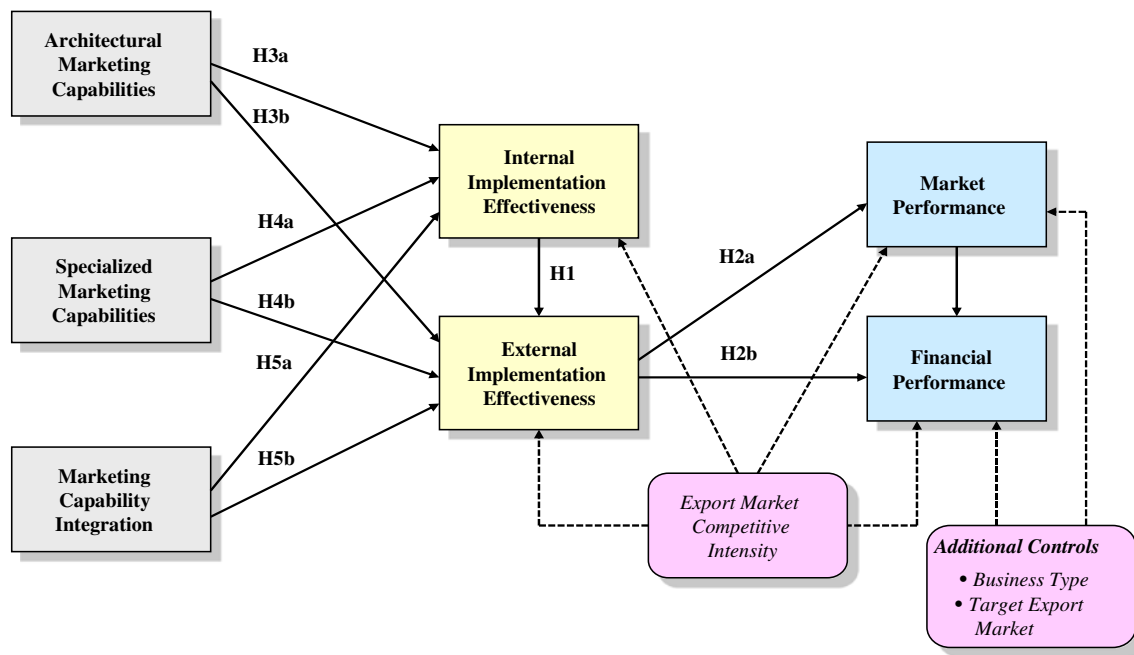 Architectural
Marketing
Capabilities
H3a
H3b
Internal
Implementation
Effectiveness
Market
Performance
H4a
Specialized
Marketing
Capabilities
H4b
H1
H2a
External
Implementation
Effectiveness
H2b
Financial
Performance
H5a
H5b
Marketing
Capability
Integration
Export Market
Competitive
Intensity
Additional Controls
• Business Type
• Target Export
Market